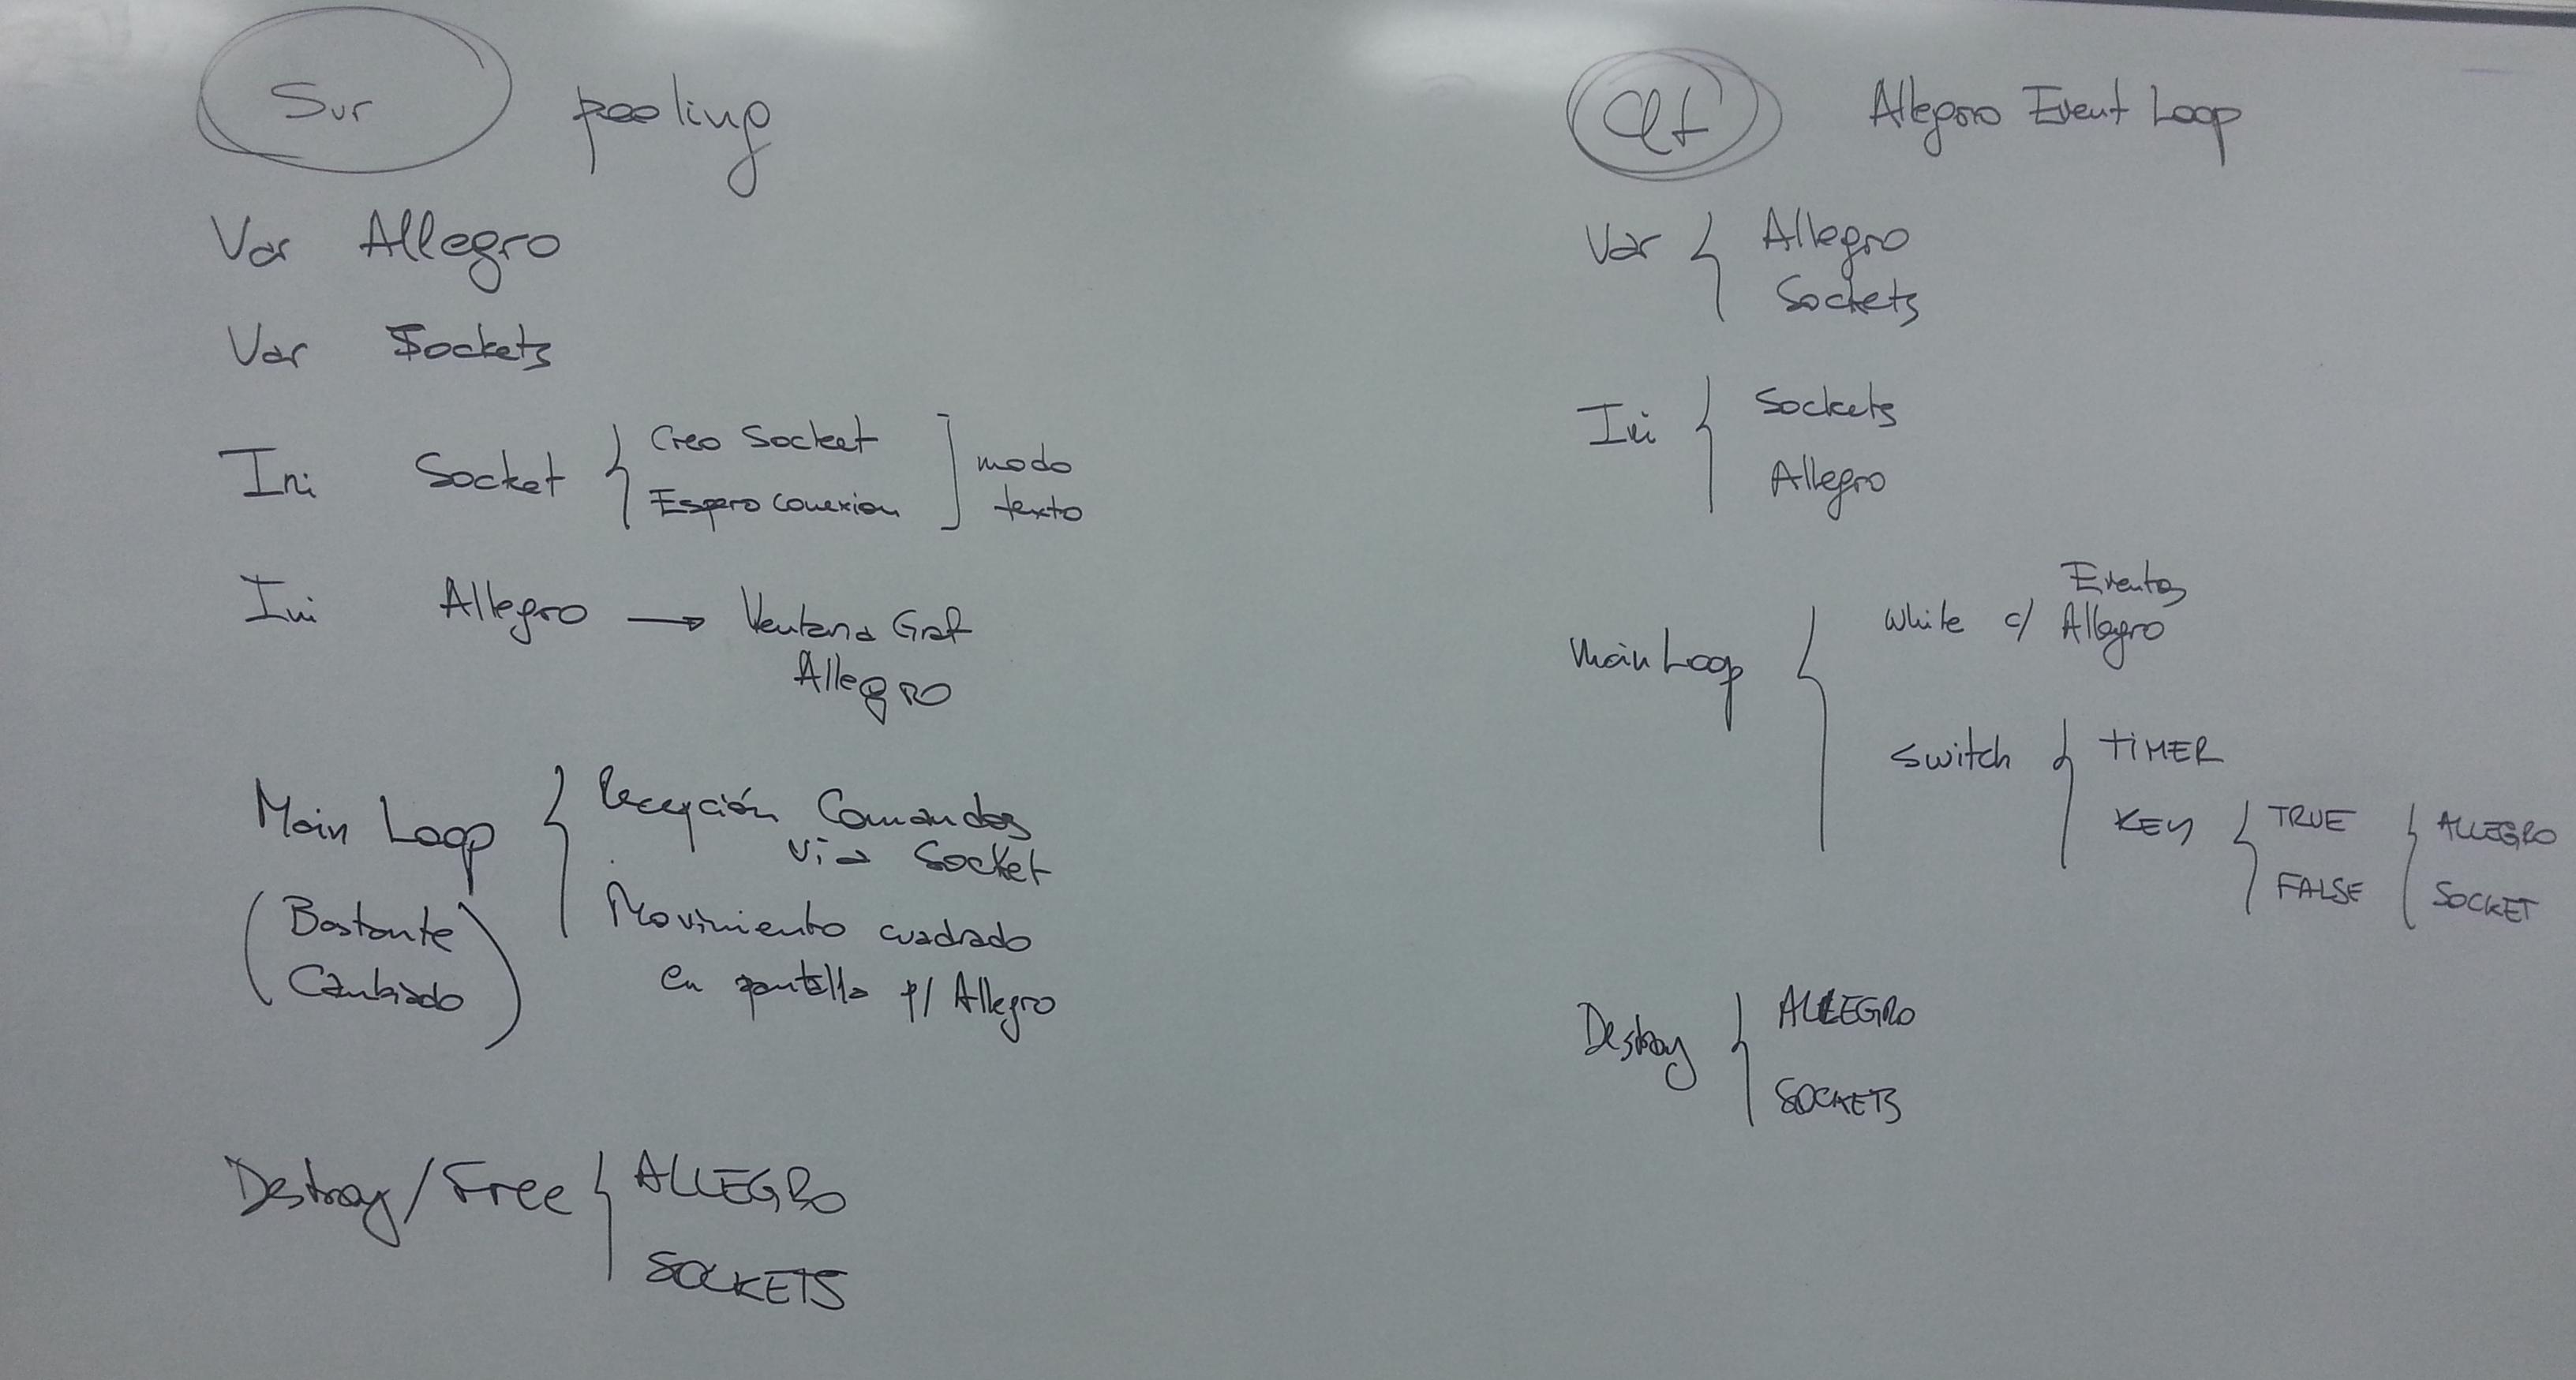 Svr pooling
Var Allegro
Var Sockets
Ini Socket { Creo Socket ] modo
Espero conexion texto
Ini Allegro → Ventana Graf
Allegro
Main Loop { Recepción Comandos
via Socket
(Bastante Cambiado) Movimiento cuadrado
en pantalla p/ Allegro
Destroy / Free { ALLEGRO
SOCKETS
Clt Allegro Event Loop
Var { Allegro
Sockets
Ini { Sockets
Allegro
Main Loop { While c/ Eventos
Allegro
Switch { TIMER
KEY { TRUE { ALLEGRO
FALSE SOCKET
Destroy { ALLEGRO
SOCKETS